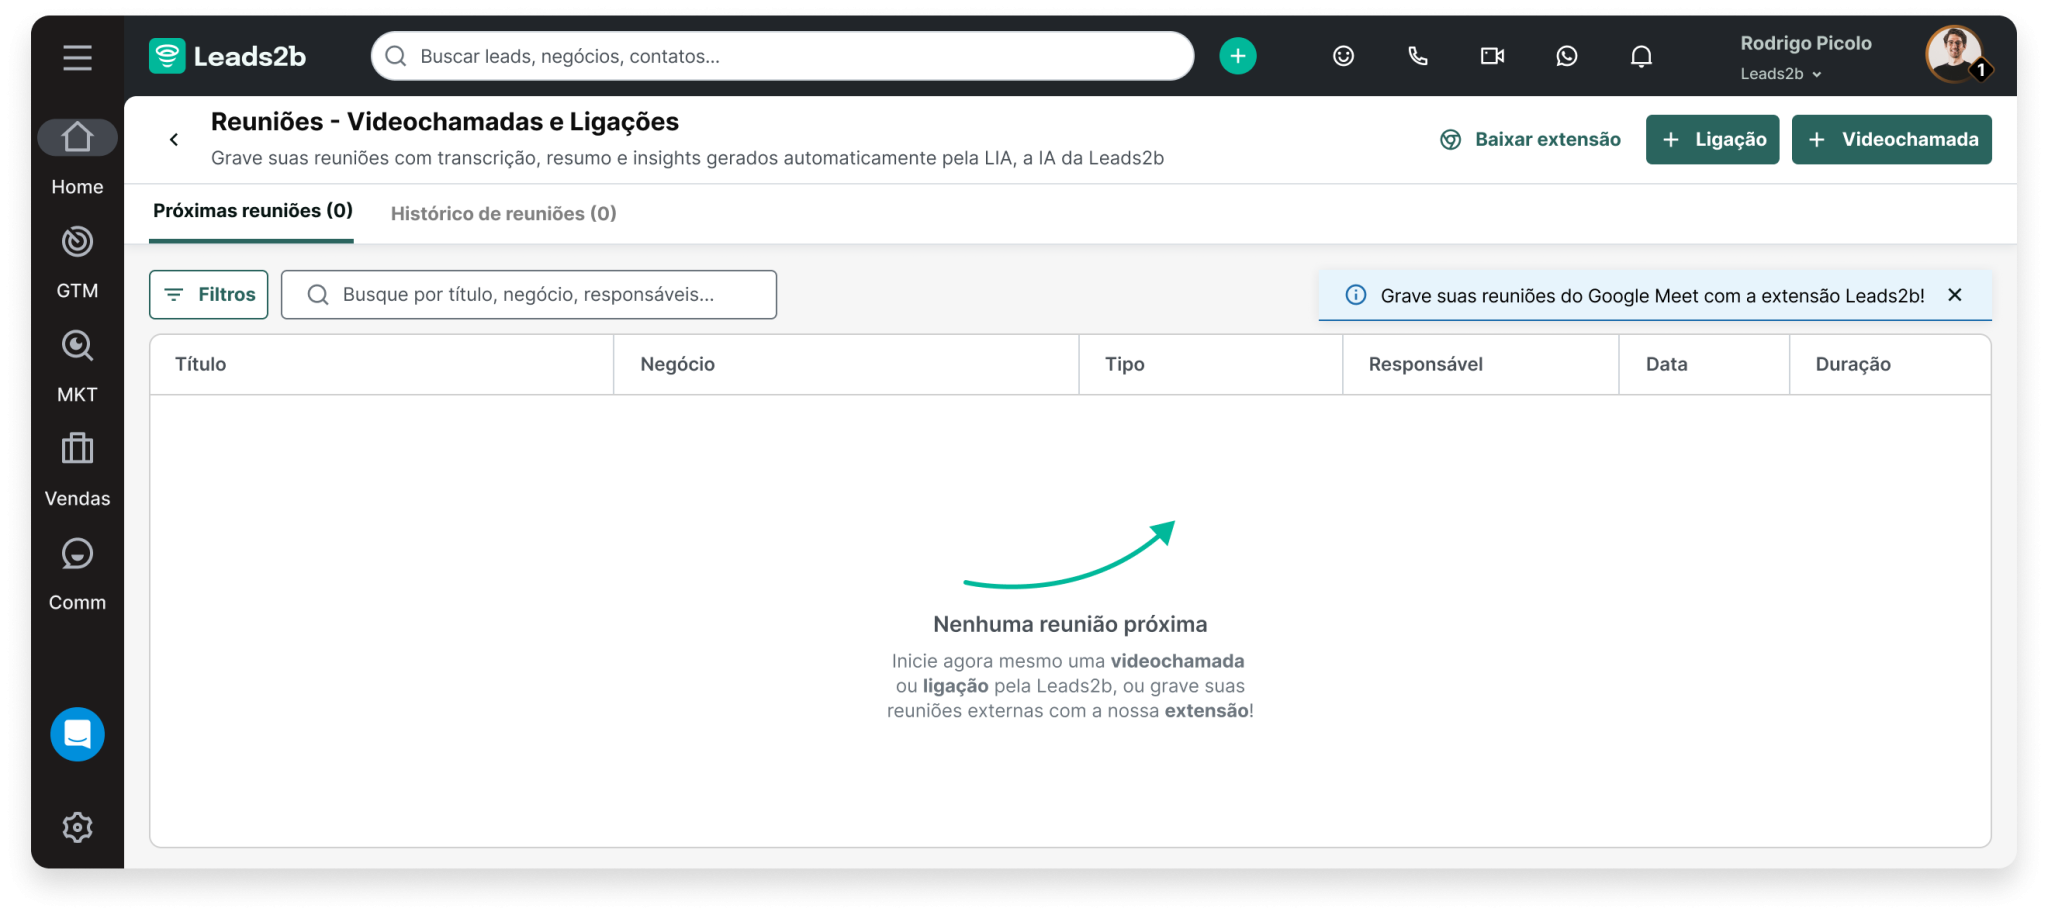 Leads2b
Buscar leads, negócios, contatos...
Rodrigo Picolo
Leads2b
1
Home
GTM
MKT
Vendas
Comm
Reuniões - Videochamadas e Ligações
Grave suas reuniões com transcrição, resumo e insights gerados automaticamente pela LIA, a IA da Leads2b
Baixar extensão
+ Ligação
+ Videochamada
Próximas reuniões (0)
Histórico de reuniões (0)
Filtros
Busque por título, negócio, responsáveis...
Grave suas reuniões do Google Meet com a extensão Leads2b!
Título
Negócio
Tipo
Responsável
Data
Duração
Nenhuma reunião próxima
Inicie agora mesmo uma videochamada
ou ligação pela Leads2b, ou grave suas
reuniões externas com a nossa extensão!